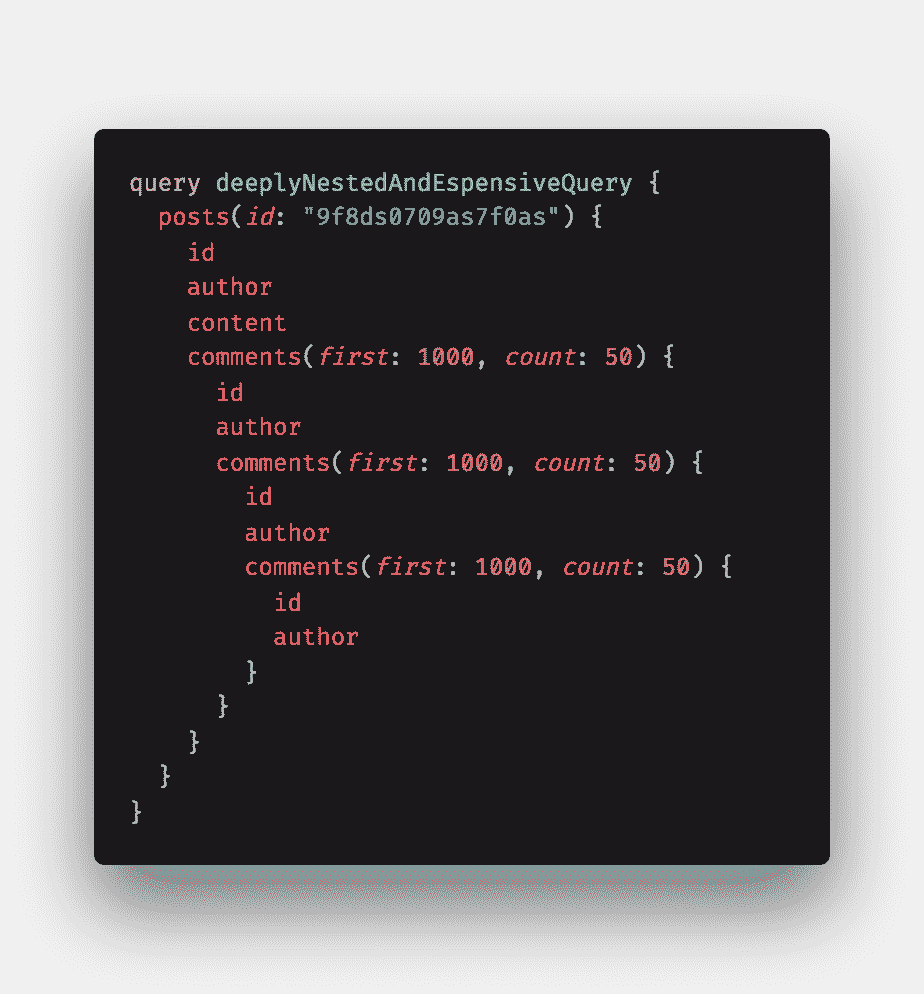 query deeplyNestedAndEspensiveQuery {
  posts(id: "9f8ds0709as7f0as") {
    id
    author
    content
    comments(first: 1000, count: 50) {
      id
      author
      comments(first: 1000, count: 50) {
        id
        author
        comments(first: 1000, count: 50) {
          id
          author
        }
      }
    }
  }
}